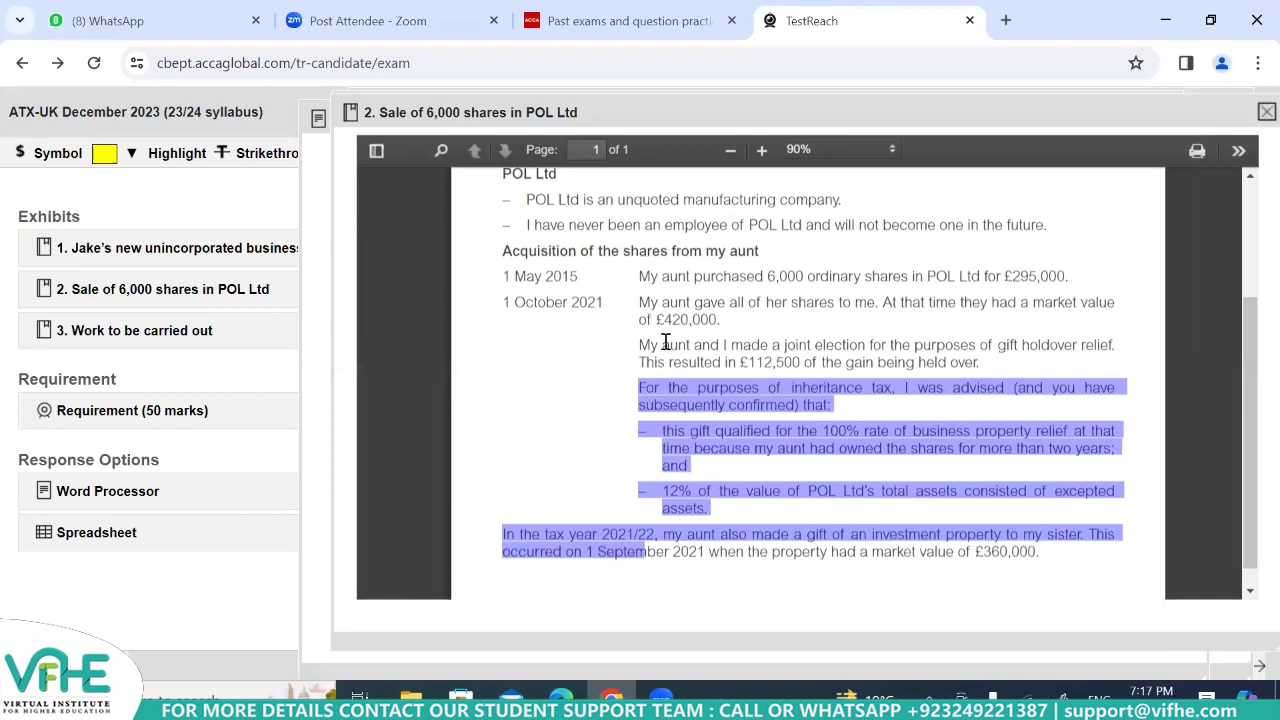 (8) WhatsApp
Post Attendee - Zoom
Past exams and question practi
TestReach
cbept.accaglobal.com/tr-candidate/exam
ATX-UK December 2023 (23/24 syllabus)
$ Symbol Highlight Strikethro
Exhibits
1. Jake's new unincorporated business
2. Sale of 6,000 shares in POL Ltd
3. Work to be carried out
Requirement
Requirement (50 marks)
Response Options
Word Processor
Spreadsheet
2. Sale of 6,000 shares in POL Ltd
Page: 1 of 1 90%
POL Ltd
– POL Ltd is an unquoted manufacturing company.
– I have never been an employee of POL Ltd and will not become one in the future.
Acquisition of the shares from my aunt
1 May 2015 My aunt purchased 6,000 ordinary shares in POL Ltd for £295,000.
1 October 2021 My aunt gave all of her shares to me. At that time they had a market value
of £420,000.
My aunt and I made a joint election for the purposes of gift holdover relief.
This resulted in £112,500 of the gain being held over.
For the purposes of inheritance tax, I was advised (and you have
subsequently confirmed) that:
– this gift qualified for the 100% rate of business property relief at that
time because my aunt had owned the shares for more than two years;
and
– 12% of the value of POL Ltd's total assets consisted of excepted
assets.
In the tax year 2021/22, my aunt also made a gift of an investment property to my sister. This
occurred on 1 September 2021 when the property had a market value of £360,000.
ENG
7:17 PM
VIFHE
VIRTUAL INSTITUTE
FOR HIGHER EDUCATION
FOR MORE DETAILS CONTACT OUR STUDENT SUPPORT TEAM : CALL OR WHATSAPP +923249221387 | support@vifhe.com